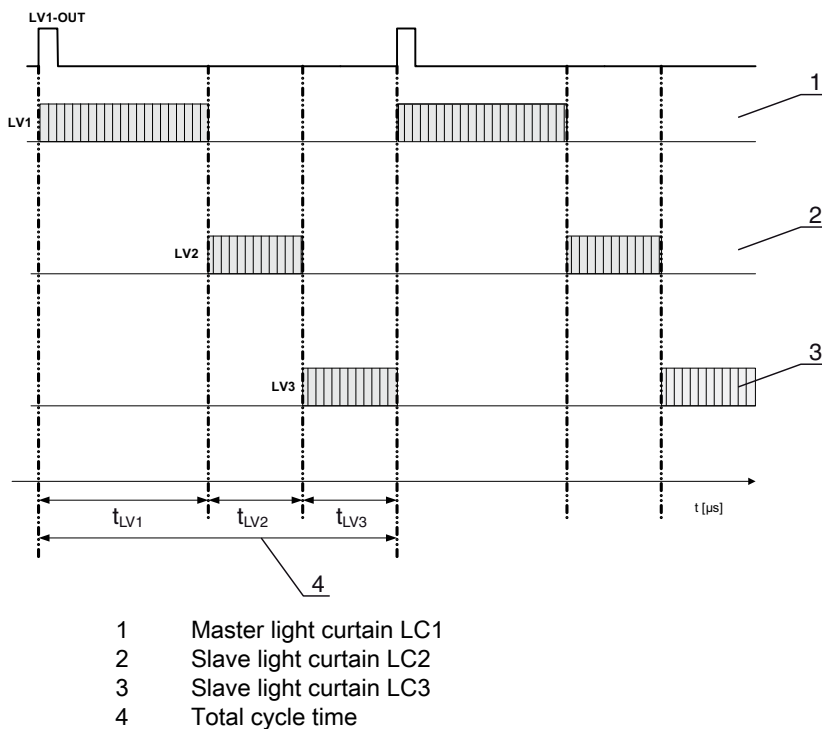 LV1-OUT
1
LV1
2
LV2
3
LV3
tLV1
tLV2
tLV3
t [µs]
4
1 Master light curtain LC1
2 Slave light curtain LC2
3 Slave light curtain LC3
4 Total cycle time